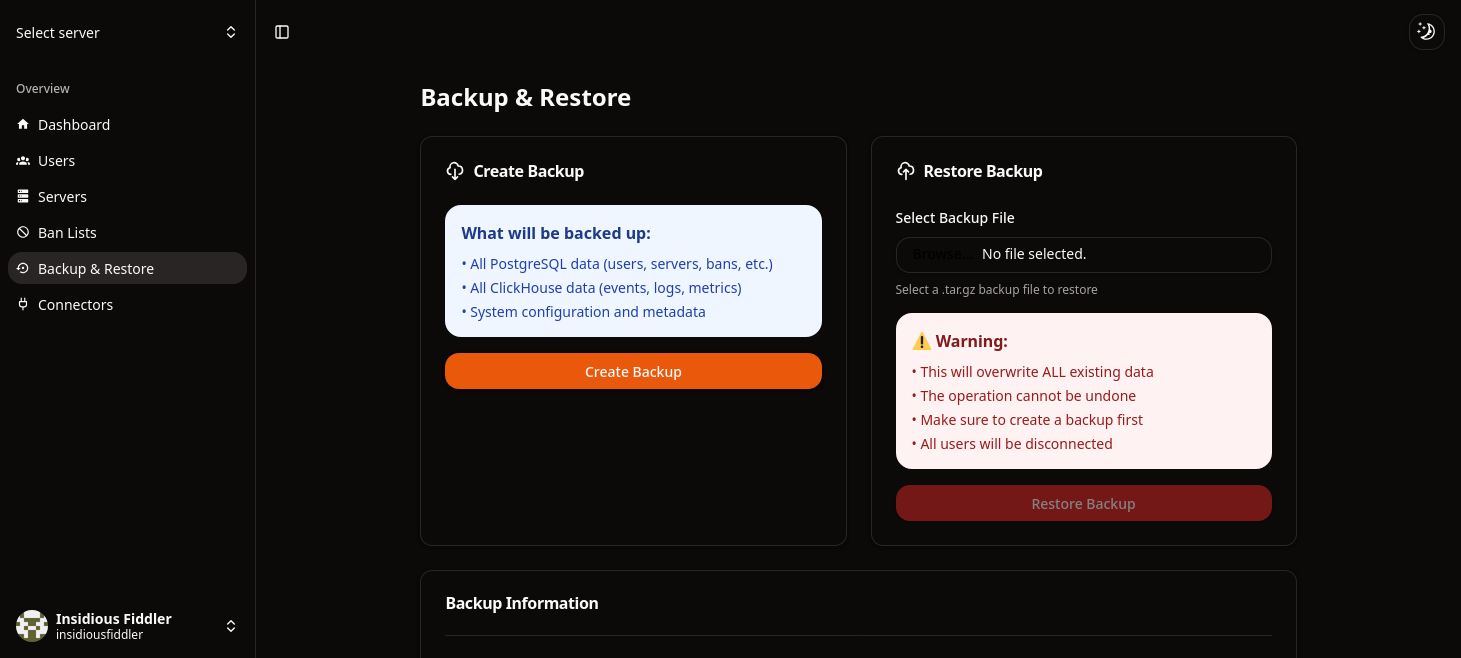 Select server
Overview
Dashboard
Users
Servers
Ban Lists
Backup & Restore
Connectors
Insidious Fiddler
insidiousfiddler
Backup & Restore
Create Backup
What will be backed up:
• All PostgreSQL data (users, servers, bans, etc.)
• All ClickHouse data (events, logs, metrics)
• System configuration and metadata
Create Backup
Restore Backup
Select Backup File
Browse... No file selected.
Select a .tar.gz backup file to restore
⚠️ Warning:
• This will overwrite ALL existing data
• The operation cannot be undone
• Make sure to create a backup first
• All users will be disconnected
Restore Backup
Backup Information